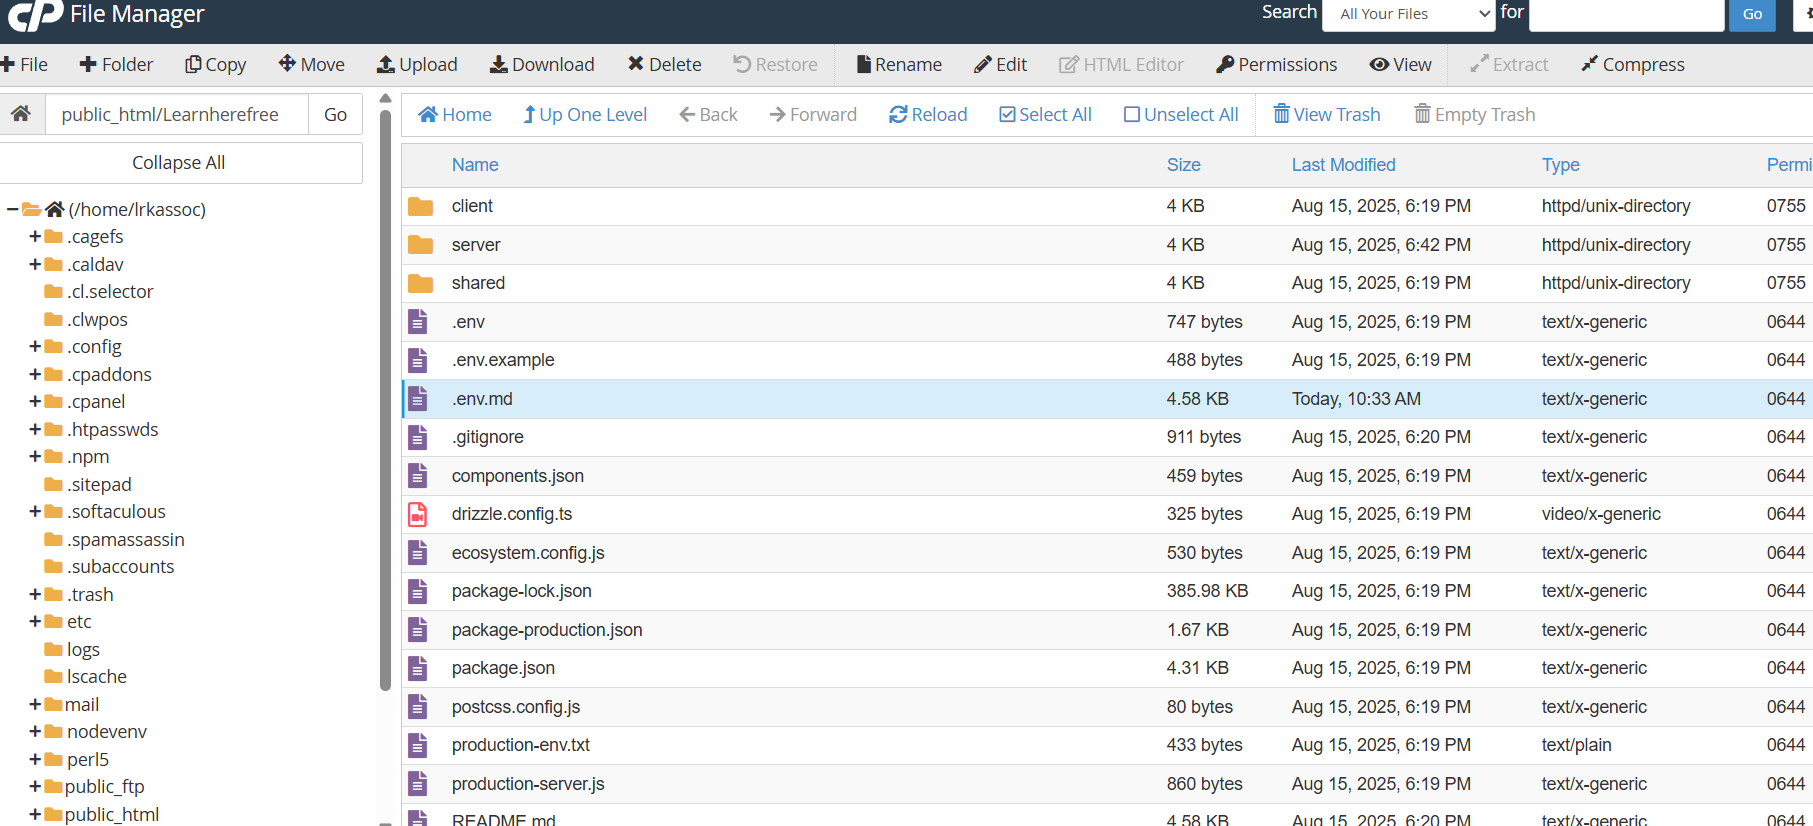 cP File Manager Search All Your Files for Go
File Folder Copy Move Upload Download Delete Restore Rename Edit HTML Editor Permissions View Extract Compress
public_html/Learnherefree Go Home Up One Level Back Forward Reload Select All Unselect All View Trash Empty Trash
Collapse All
Name Size Last Modified Type Permi
(/home/lrkassoc)
.cagefs
.caldav
.cl.selector
.clwpos
.config
.cpaddons
.cpanel
.htpasswds
.npm
.sitepad
.softaculous
.spamassassin
.subaccounts
.trash
etc
logs
lscache
mail
nodevenv
perl5
public_ftp
public_html
client 4 KB Aug 15, 2025, 6:19 PM httpd/unix-directory 0755
server 4 KB Aug 15, 2025, 6:42 PM httpd/unix-directory 0755
shared 4 KB Aug 15, 2025, 6:19 PM httpd/unix-directory 0755
.env 747 bytes Aug 15, 2025, 6:19 PM text/x-generic 0644
.env.example 488 bytes Aug 15, 2025, 6:19 PM text/x-generic 0644
.env.md 4.58 KB Today, 10:33 AM text/x-generic 0644
.gitignore 911 bytes Aug 15, 2025, 6:20 PM text/x-generic 0644
components.json 459 bytes Aug 15, 2025, 6:19 PM text/x-generic 0644
drizzle.config.ts 325 bytes Aug 15, 2025, 6:19 PM video/x-generic 0644
ecosystem.config.js 530 bytes Aug 15, 2025, 6:19 PM text/x-generic 0644
package-lock.json 385.98 KB Aug 15, 2025, 6:19 PM text/x-generic 0644
package-production.json 1.67 KB Aug 15, 2025, 6:19 PM text/x-generic 0644
package.json 4.31 KB Aug 15, 2025, 6:19 PM text/x-generic 0644
postcss.config.js 80 bytes Aug 15, 2025, 6:19 PM text/x-generic 0644
production-env.txt 433 bytes Aug 15, 2025, 6:19 PM text/plain 0644
production-server.js 860 bytes Aug 15, 2025, 6:19 PM text/x-generic 0644
README.md 4.58 KB Aug 15, 2025, 6:20 PM text/x-generic 0644